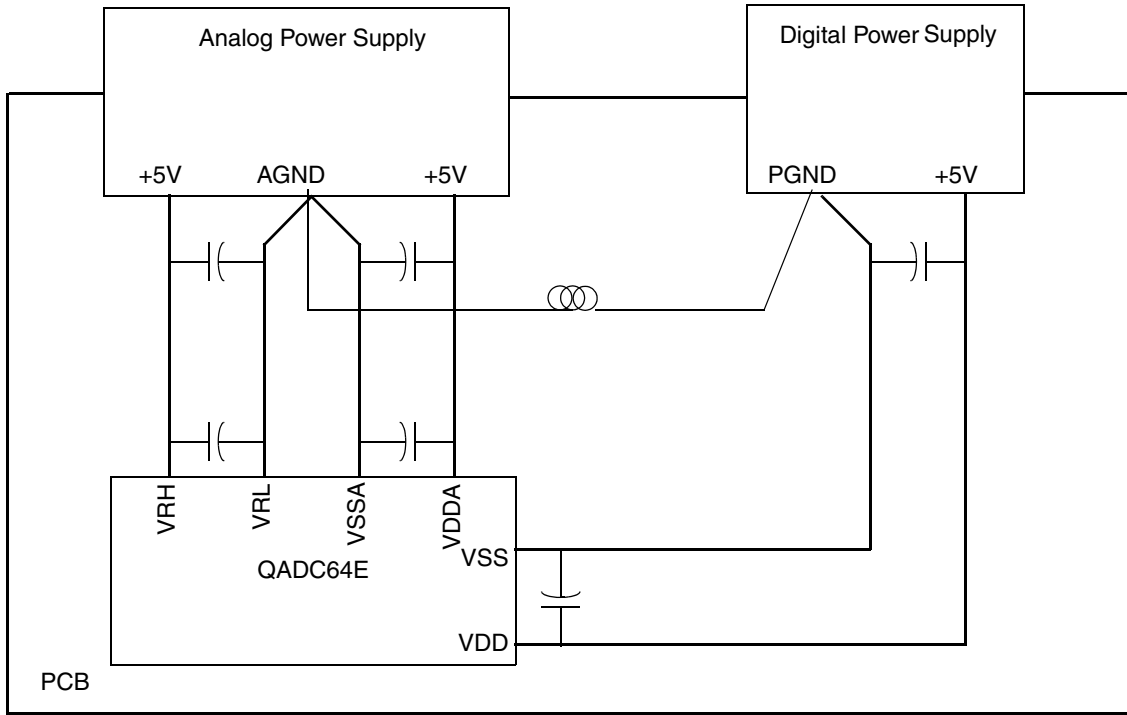 Analog Power Supply
Digital Power Supply
+5V
AGND
+5V
PGND
+5V
VRH
VRL
VSSA
VDDA
VSS
QADC64E
VDD
PCB